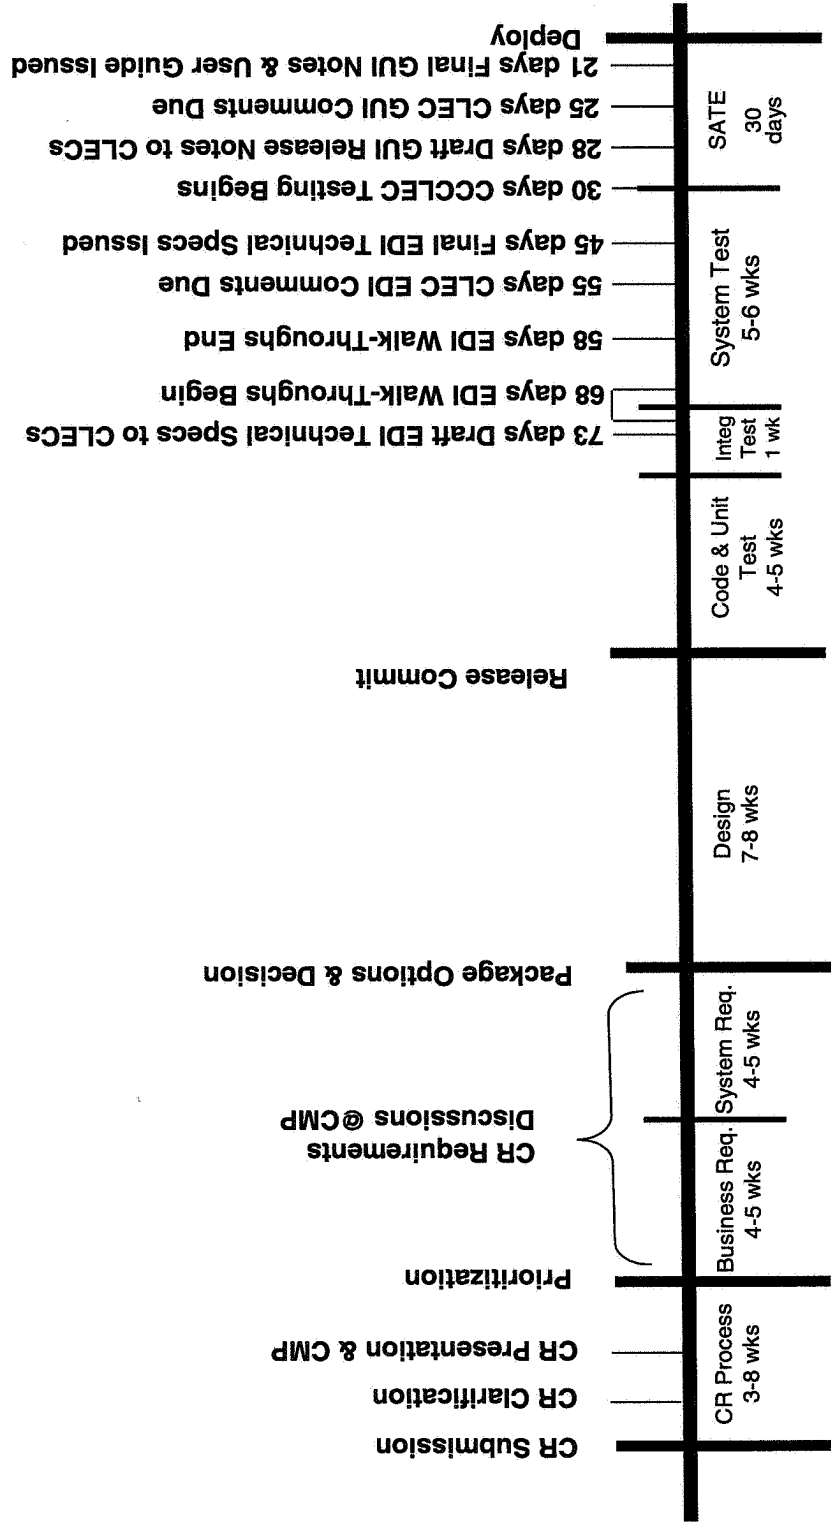 CR Submission
CR Clarification
CR Presentation & CMP
Prioritization
CR Requirements
Discussions @CMP
Package Options & Decision
Release Commit
73 days Draft EDI Technical Specs to CLECs
68 days EDI Walk-Throughs Begin
58 days EDI Walk-Throughs End
55 days CLEC EDI Comments Due
45 days Final EDI Technical Specs Issued
30 days CCCLEC Testing Begins
28 days Draft GUI Release Notes to CLECs
25 days CLEC GUI Comments Due
21 days Final GUI Notes & User Guide Issued
Deploy
CR Process
3-8 wks
Business Req.
4-5 wks
System Req.
4-5 wks
Design
7-8 wks
Code & Unit
Test
4-5 wks
Integ
Test
1 wk
System Test
5-6 wks
SATE
30
days